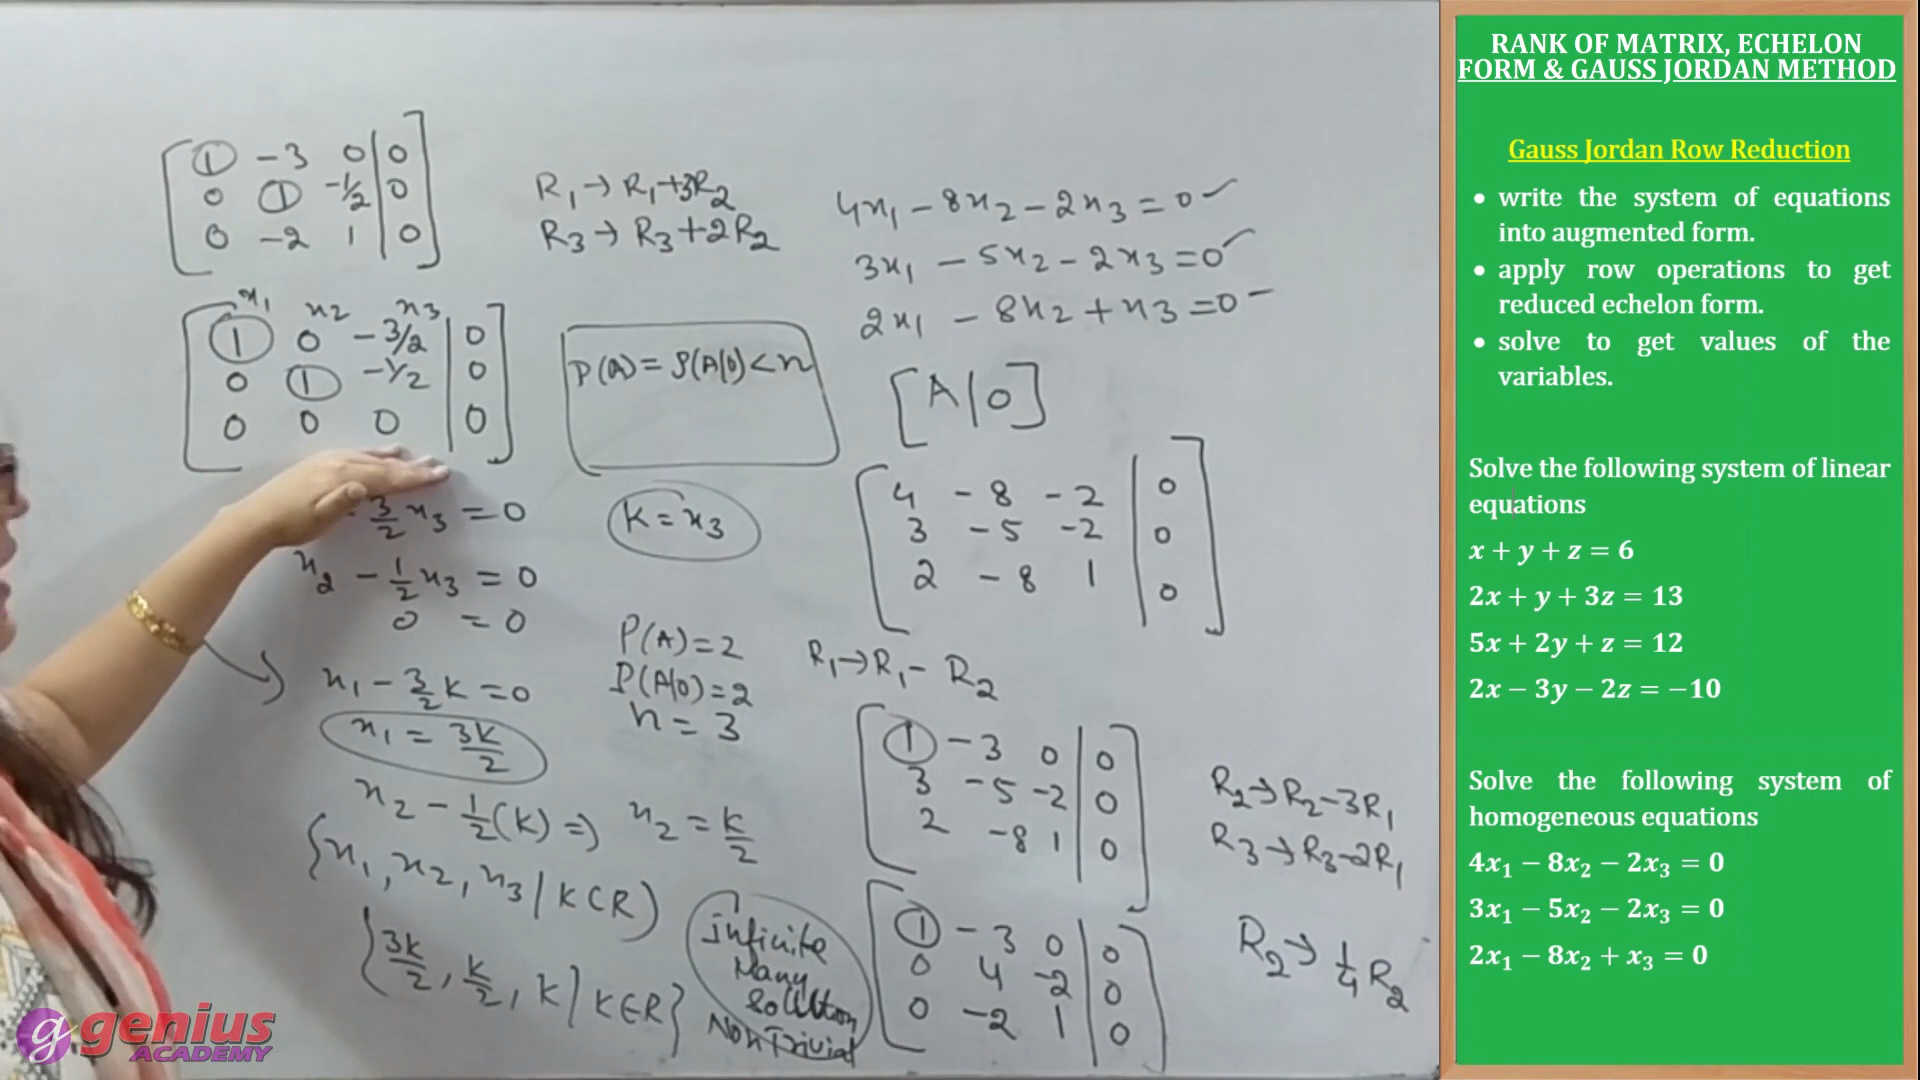 1 -3 0 | 0
0 1 -1/2 | 0
0 -2 1 | 0
R1 → R1+3R2
R3 → R3+2R2
x1 x2 x3
1 0 -3/2 | 0
0 1 -1/2 | 0
0 0 0 | 0
- 3/2 x3 = 0
x2 - 1/2 x3 = 0
0 = 0
x1 - 3/2 k = 0
x1 = 3k/2
x2 - 1/2 (k) ⇒ x2 = k/2
{x1, x2, x3 / K ⊂ R)
{3k/2, k/2, k / k ∈ R}
ρ(A) = ρ(A|0) < n
K = x3
ρ(A) = 2
ρ(A|0) = 2
n = 3
infinite
Many
Solution
Non Trivial
4x1 - 8x2 - 2x3 = 0 ✓
3x1 - 5x2 - 2x3 = 0 ✓
2x1 - 8x2 + x3 = 0 -
[A | 0]
4 -8 -2 | 0
3 -5 -2 | 0
2 -8 1 | 0
R1 → R1 - R2
1 -3 0 | 0
3 -5 -2 | 0
2 -8 1 | 0
R2 → R2 - 3R1
R3 → R3 - 2R1
1 -3 0 | 0
0 4 -2 | 0
0 -2 1 | 0
R2 → 1/4 R2
g genius
ACADEMY
RANK OF MATRIX, ECHELON
FORM & GAUSS JORDAN METHOD
Gauss Jordan Row Reduction
• write the system of equations
into augmented form.
• apply row operations to get
reduced echelon form.
• solve to get values of the
variables.
Solve the following system of linear
equations
x + y + z = 6
2x + y + 3z = 13
5x + 2y + z = 12
2x − 3y − 2z = −10
Solve the following system of
homogeneous equations
4x₁ − 8x₂ − 2x₃ = 0
3x₁ − 5x₂ − 2x₃ = 0
2x₁ − 8x₂ + x₃ = 0